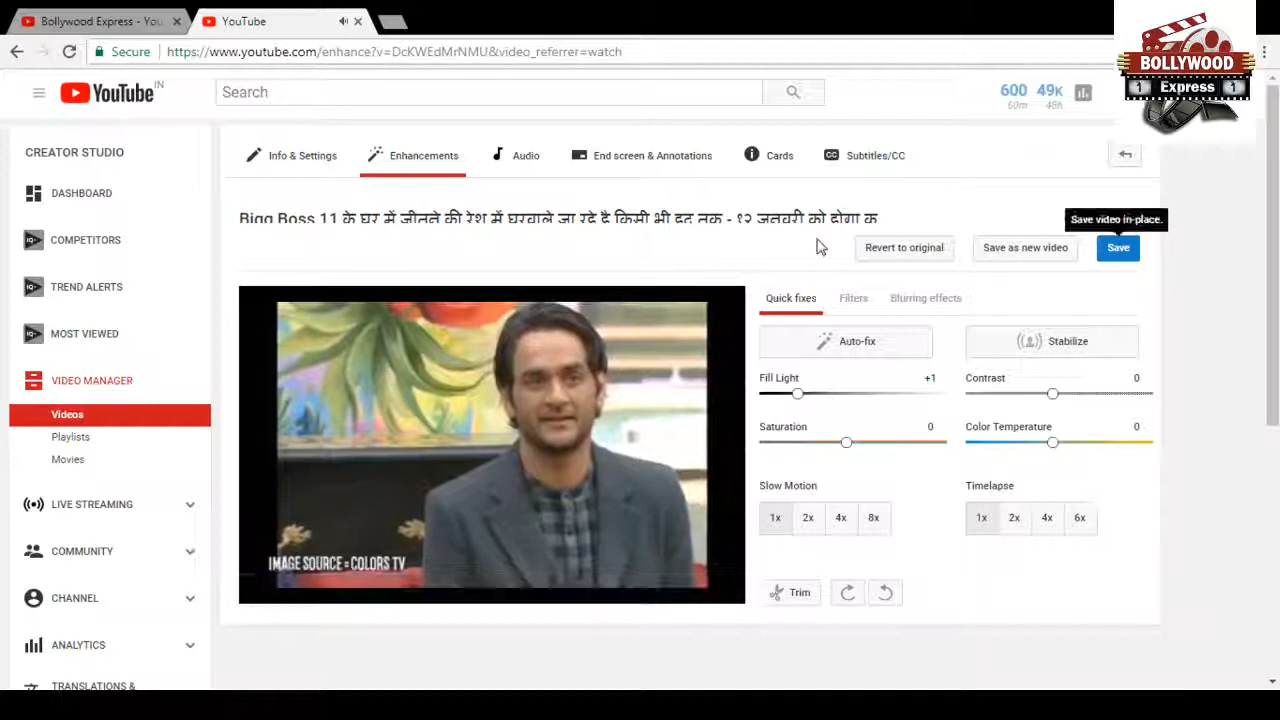 Bollywood Express - You
YouTube
Secure
https://www.youtube.com/enhance?v=DcKWEdMrNMU&video_referrer=watch
BOLLYWOOD
1 Express 1
YouTube IN
Search
600 49K
60m 48h
CREATOR STUDIO
Info & Settings
Enhancements
Audio
End screen & Annotations
Cards
CC Subtitles/CC
DASHBOARD
Bigg Boss 11 के घर में जीतने की रेश में घरवाले जा रहे है किसी भी हद तक - १२ जनवरी को होगा क
Save video in-place.
COMPETITORS
Revert to original
Save as new video
Save
TREND ALERTS
Quick fixes
Filters
Blurring effects
MOST VIEWED
Auto-fix
Stabilize
VIDEO MANAGER
Fill Light +1
Contrast 0
Videos
Saturation 0
Color Temperature 0
Playlists
Movies
Slow Motion
Timelapse
LIVE STREAMING
1x 2x 4x 8x
1x 2x 4x 6x
COMMUNITY
IMAGE SOURCE = COLORS TV
CHANNEL
Trim
ANALYTICS
TRANSLATIONS &